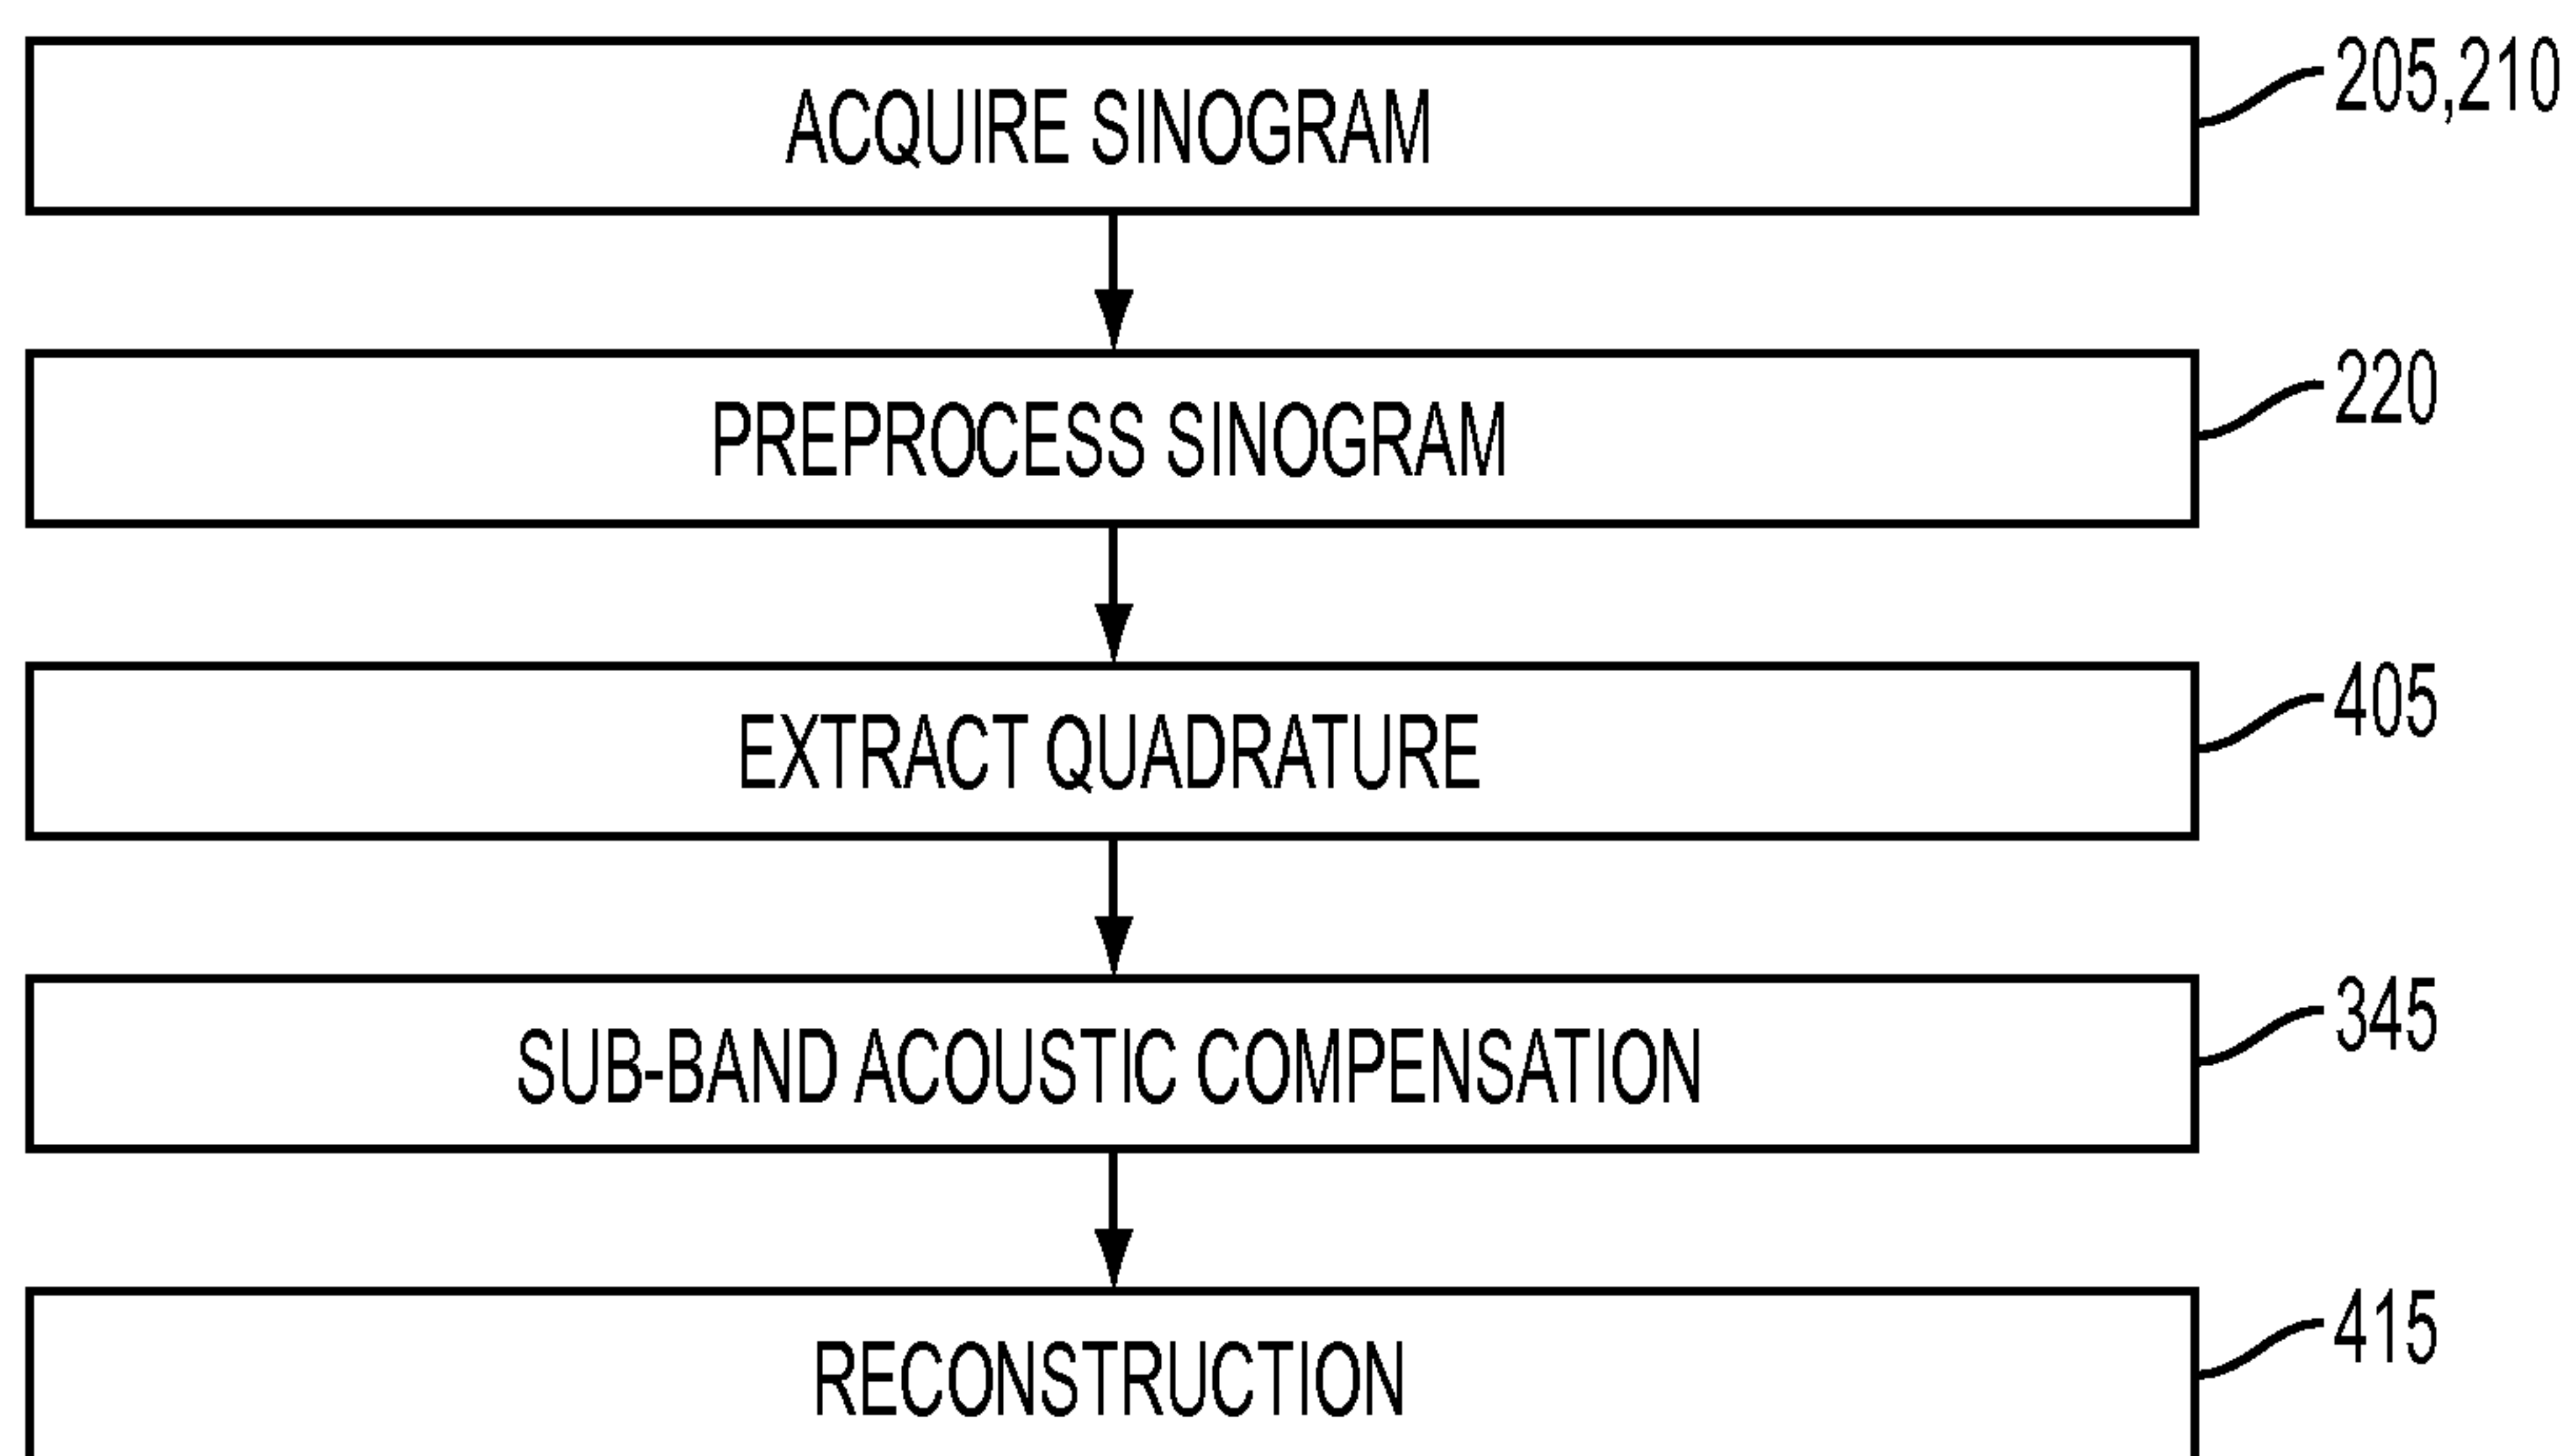 ACQUIRE SINOGRAM
205,210
PREPROCESS SINOGRAM
220
EXTRACT QUADRATURE
405
SUB-BAND ACOUSTIC COMPENSATION
345
RECONSTRUCTION
415